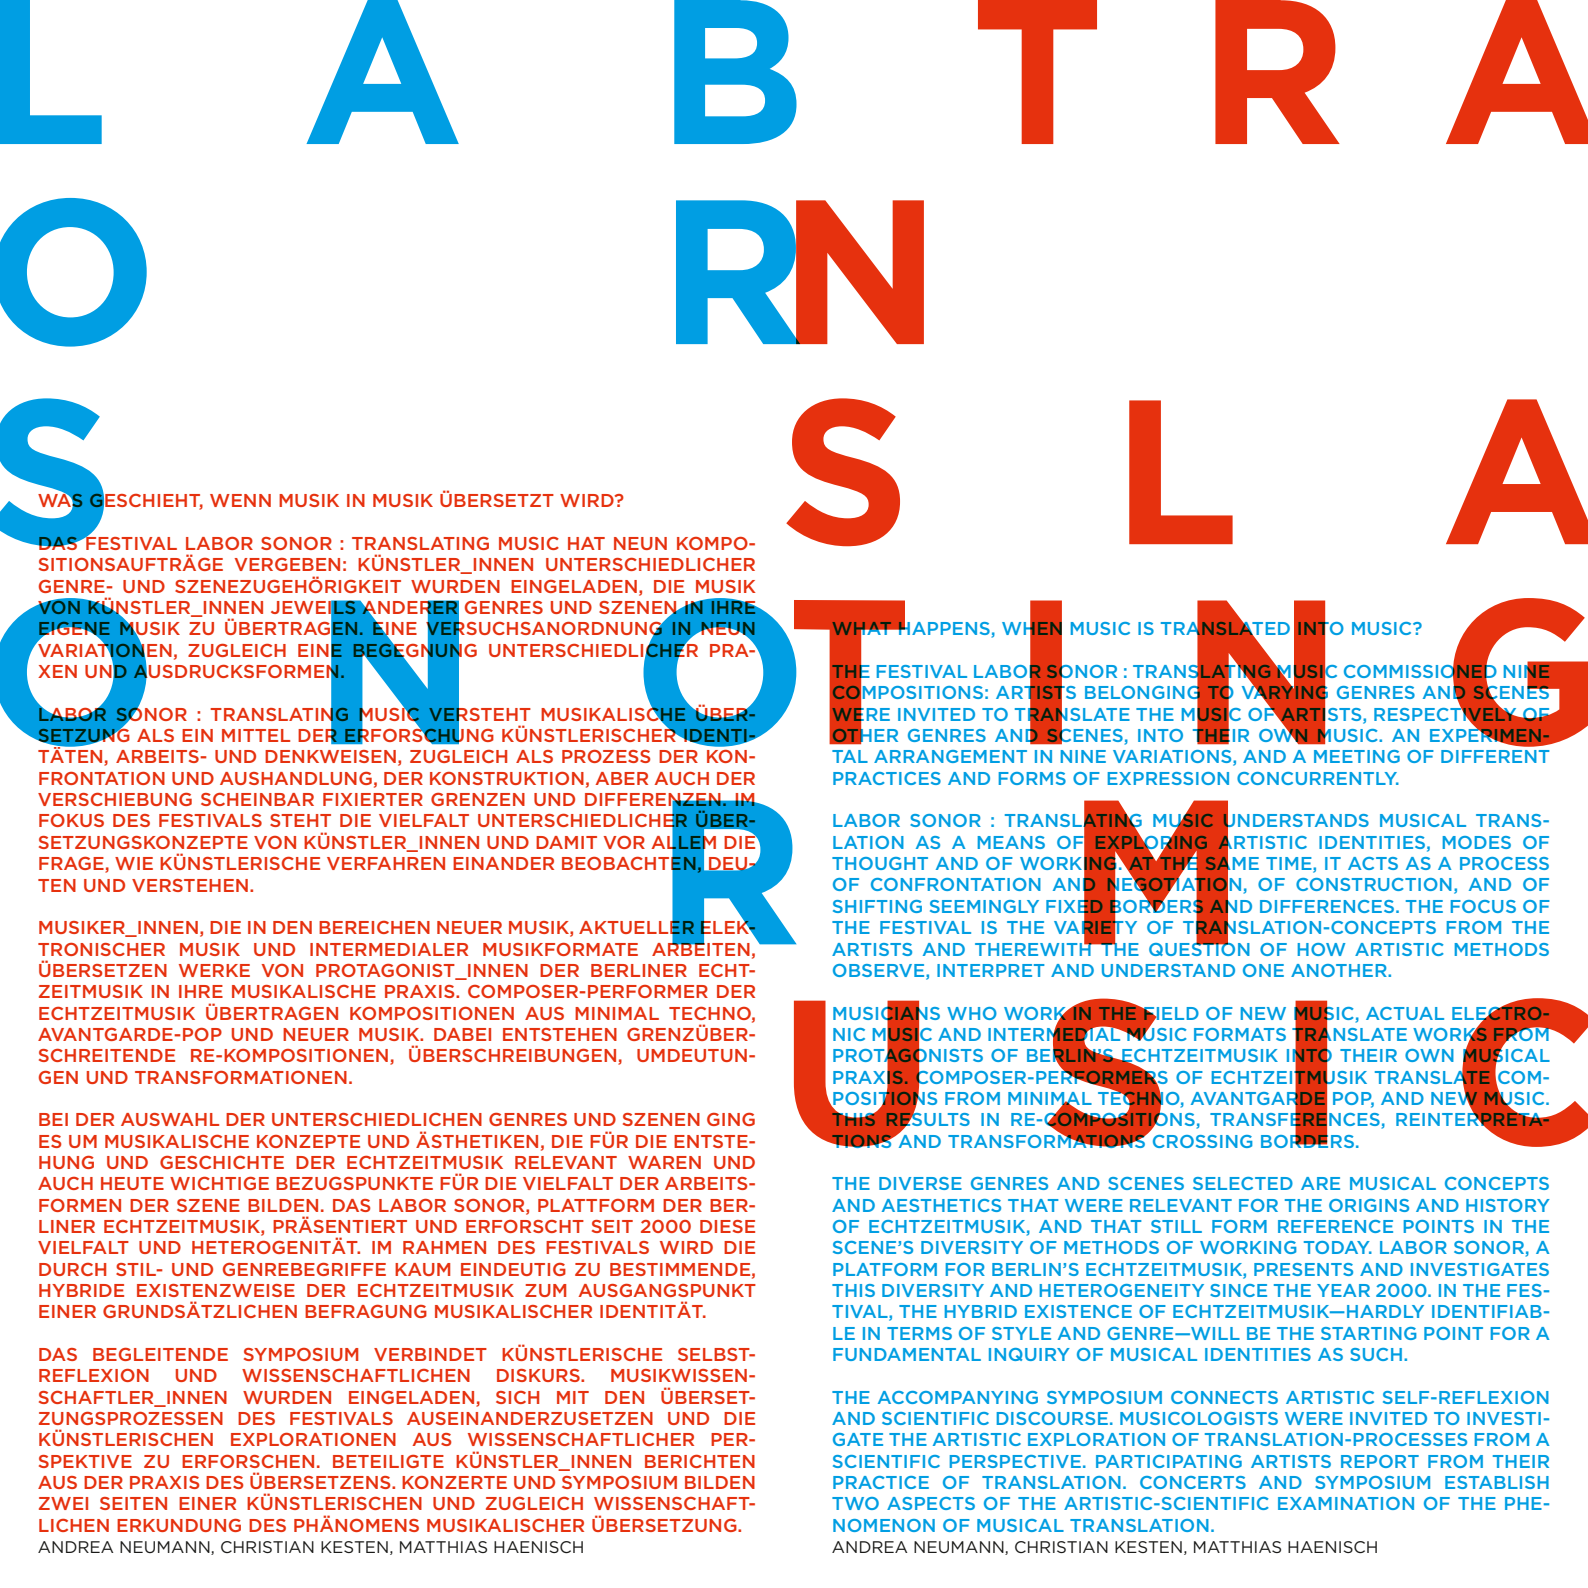 L A B T R A
O R N
S S L A
O N O T I N G
R M
U S I C
WAS GESCHIEHT, WENN MUSIK IN MUSIK ÜBERSETZT WIRD?
DAS FESTIVAL LABOR SONOR : TRANSLATING MUSIC HAT NEUN KOMPO-
SITIONSAUFTRÄGE VERGEBEN: KÜNSTLER_INNEN UNTERSCHIEDLICHER
GENRE- UND SZENEZUGEHÖRIGKEIT WURDEN EINGELADEN, DIE MUSIK
VON KÜNSTLER_INNEN JEWEILS ANDERER GENRES UND SZENEN IN IHRE
EIGENE MUSIK ZU ÜBERTRAGEN. EINE VERSUCHSANORDNUNG IN NEUN
VARIATIONEN, ZUGLEICH EINE BEGEGNUNG UNTERSCHIEDLICHER PRA-
XEN UND AUSDRUCKSFORMEN.
LABOR SONOR : TRANSLATING MUSIC VERSTEHT MUSIKALISCHE ÜBER-
SETZUNG ALS EIN MITTEL DER ERFORSCHUNG KÜNSTLERISCHER IDENTI-
TÄTEN, ARBEITS- UND DENKWEISEN, ZUGLEICH ALS PROZESS DER KON-
FRONTATION UND AUSHANDLUNG, DER KONSTRUKTION, ABER AUCH DER
VERSCHIEBUNG SCHEINBAR FIXIERTER GRENZEN UND DIFFERENZEN. IM
FOKUS DES FESTIVALS STEHT DIE VIELFALT UNTERSCHIEDLICHER ÜBER-
SETZUNGSKONZEPTE VON KÜNSTLER_INNEN UND DAMIT VOR ALLEM DIE
FRAGE, WIE KÜNSTLERISCHE VERFAHREN EINANDER BEOBACHTEN, DEU-
TEN UND VERSTEHEN.
MUSIKER_INNEN, DIE IN DEN BEREICHEN NEUER MUSIK, AKTUELLER ELEK-
TRONISCHER MUSIK UND INTERMEDIALER MUSIKFORMATE ARBEITEN,
ÜBERSETZEN WERKE VON PROTAGONIST_INNEN DER BERLINER ECHT-
ZEITMUSIK IN IHRE MUSIKALISCHE PRAXIS. COMPOSER-PERFORMER DER
ECHTZEITMUSIK ÜBERTRAGEN KOMPOSITIONEN AUS MINIMAL TECHNO,
AVANTGARDE-POP UND NEUER MUSIK. DABEI ENTSTEHEN GRENZÜBER-
SCHREITENDE RE-KOMPOSITIONEN, ÜBERSCHREIBUNGEN, UMDEUTUN-
GEN UND TRANSFORMATIONEN.
BEI DER AUSWAHL DER UNTERSCHIEDLICHEN GENRES UND SZENEN GING
ES UM MUSIKALISCHE KONZEPTE UND ÄSTHETIKEN, DIE FÜR DIE ENTSTE-
HUNG UND GESCHICHTE DER ECHTZEITMUSIK RELEVANT WAREN UND
AUCH HEUTE WICHTIGE BEZUGSPUNKTE FÜR DIE VIELFALT DER ARBEITS-
FORMEN DER SZENE BILDEN. DAS LABOR SONOR, PLATTFORM DER BER-
LINER ECHTZEITMUSIK, PRÄSENTIERT UND ERFORSCHT SEIT 2000 DIESE
VIELFALT UND HETEROGENITÄT. IM RAHMEN DES FESTIVALS WIRD DIE
DURCH STIL- UND GENREBEGRIFFE KAUM EINDEUTIG ZU BESTIMMENDE,
HYBRIDE EXISTENZWEISE DER ECHTZEITMUSIK ZUM AUSGANGSPUNKT
EINER GRUNDSÄTZLICHEN BEFRAGUNG MUSIKALISCHER IDENTITÄT.
DAS BEGLEITENDE SYMPOSIUM VERBINDET KÜNSTLERISCHE SELBST-
REFLEXION UND WISSENSCHAFTLICHEN DISKURS. MUSIKWISSEN-
SCHAFTLER_INNEN WURDEN EINGELADEN, SICH MIT DEN ÜBERSET-
ZUNGSPROZESSEN DES FESTIVALS AUSEINANDERZUSETZEN UND DIE
KÜNSTLERISCHEN EXPLORATIONEN AUS WISSENSCHAFTLICHER PER-
SPEKTIVE ZU ERFORSCHEN. BETEILIGTE KÜNSTLER_INNEN BERICHTEN
AUS DER PRAXIS DES ÜBERSETZENS. KONZERTE UND SYMPOSIUM BILDEN
ZWEI SEITEN EINER KÜNSTLERISCHEN UND ZUGLEICH WISSENSCHAFT-
LICHEN ERKUNDUNG DES PHÄNOMENS MUSIKALISCHER ÜBERSETZUNG.
ANDREA NEUMANN, CHRISTIAN KESTEN, MATTHIAS HAENISCH
WHAT HAPPENS, WHEN MUSIC IS TRANSLATED INTO MUSIC?
THE FESTIVAL LABOR SONOR : TRANSLATING MUSIC COMMISSIONED NINE
COMPOSITIONS: ARTISTS BELONGING TO VARYING GENRES AND SCENES
WERE INVITED TO TRANSLATE THE MUSIC OF ARTISTS, RESPECTIVELY OF
OTHER GENRES AND SCENES, INTO THEIR OWN MUSIC. AN EXPERIMEN-
TAL ARRANGEMENT IN NINE VARIATIONS, AND A MEETING OF DIFFERENT
PRACTICES AND FORMS OF EXPRESSION CONCURRENTLY.
LABOR SONOR : TRANSLATING MUSIC UNDERSTANDS MUSICAL TRANS-
LATION AS A MEANS OF EXPLORING ARTISTIC IDENTITIES, MODES OF
THOUGHT AND OF WORKING. AT THE SAME TIME, IT ACTS AS A PROCESS
OF CONFRONTATION AND NEGOTIATION, OF CONSTRUCTION, AND OF
SHIFTING SEEMINGLY FIXED BORDERS AND DIFFERENCES. THE FOCUS OF
THE FESTIVAL IS THE VARIETY OF TRANSLATION-CONCEPTS FROM THE
ARTISTS AND THEREWITH THE QUESTION OF HOW ARTISTIC METHODS
OBSERVE, INTERPRET AND UNDERSTAND ONE ANOTHER.
MUSICIANS WHO WORK IN THE FIELD OF NEW MUSIC, ACTUAL ELECTRO-
NIC MUSIC AND INTERMEDIAL MUSIC FORMATS TRANSLATE WORKS FROM
PROTAGONISTS OF BERLIN'S ECHTZEITMUSIK INTO THEIR OWN MUSICAL
PRAXIS. COMPOSER-PERFORMERS OF ECHTZEITMUSIK TRANSLATE COM-
POSITIONS FROM MINIMAL TECHNO, AVANTGARDE POP, AND NEW MUSIC.
THIS RESULTS IN RE-COMPOSITIONS, TRANSFERENCES, REINTERPRETA-
TIONS AND TRANSFORMATIONS CROSSING BORDERS.
THE DIVERSE GENRES AND SCENES SELECTED ARE MUSICAL CONCEPTS
AND AESTHETICS THAT WERE RELEVANT FOR THE ORIGINS AND HISTORY
OF ECHTZEITMUSIK, AND THAT STILL FORM REFERENCE POINTS IN THE
SCENE'S DIVERSITY OF METHODS OF WORKING TODAY. LABOR SONOR, A
PLATFORM FOR BERLIN'S ECHTZEITMUSIK, PRESENTS AND INVESTIGATES
THIS DIVERSITY AND HETEROGENEITY SINCE THE YEAR 2000. IN THE FES-
TIVAL, THE HYBRID EXISTENCE OF ECHTZEITMUSIK—HARDLY IDENTIFIAB-
LE IN TERMS OF STYLE AND GENRE—WILL BE THE STARTING POINT FOR A
FUNDAMENTAL INQUIRY OF MUSICAL IDENTITIES AS SUCH.
THE ACCOMPANYING SYMPOSIUM CONNECTS ARTISTIC SELF-REFLEXION
AND SCIENTIFIC DISCOURSE. MUSICOLOGISTS WERE INVITED TO INVESTI-
GATE THE ARTISTIC EXPLORATION OF TRANSLATION-PROCESSES FROM A
SCIENTIFIC PERSPECTIVE. PARTICIPATING ARTISTS REPORT FROM THEIR
PRACTICE OF TRANSLATION. CONCERTS AND SYMPOSIUM ESTABLISH
TWO ASPECTS OF THE ARTISTIC-SCIENTIFIC EXAMINATION OF THE PHE-
NOMENON OF MUSICAL TRANSLATION.
ANDREA NEUMANN, CHRISTIAN KESTEN, MATTHIAS HAENISCH